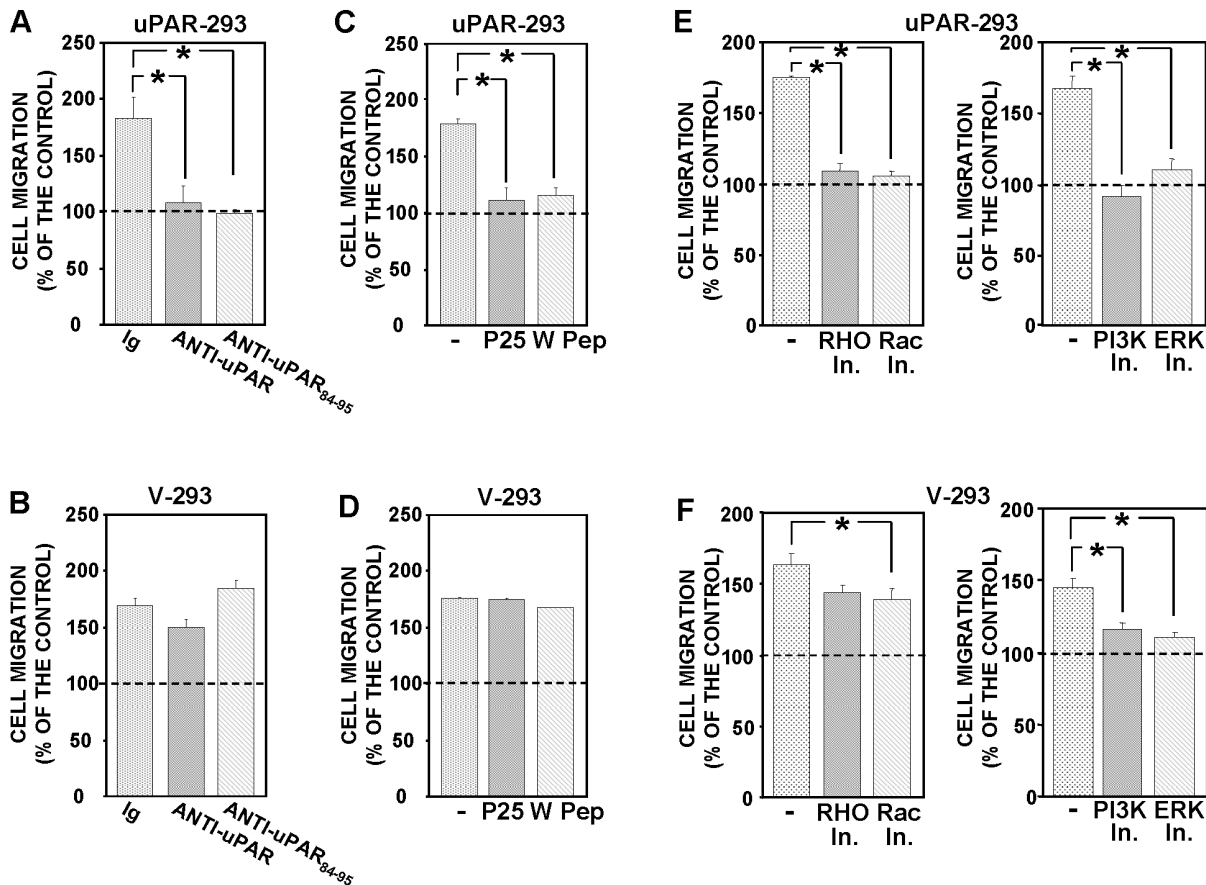 A
uPAR-293
CELL MIGRATION
(% OF THE CONTROL)
250
200
150
100
50
0
*
*
Ig
ANTI-uPAR
ANTI-uPAR84-95
C
uPAR-293
CELL MIGRATION
(% OF THE CONTROL)
250
200
150
100
50
0
*
*
- P25 W Pep
E
uPAR-293
CELL MIGRATION
(% OF THE CONTROL)
200
150
100
50
0
*
*
- RHO Rac
In. In.
CELL MIGRATION
(% OF THE CONTROL)
200
150
100
50
0
*
*
- PI3K ERK
In. In.
B
V-293
CELL MIGRATION
(% OF THE CONTROL)
250
200
150
100
50
0
Ig
ANTI-uPAR
ANTI-uPAR84-95
D
V-293
CELL MIGRATION
(% OF THE CONTROL)
250
200
150
100
50
0
- P25 W Pep
F
V-293
CELL MIGRATION
(% OF THE CONTROL)
200
150
100
50
0
*
- RHO Rac
In. In.
CELL MIGRATION
(% OF THE CONTROL)
200
150
100
50
0
*
*
- PI3K ERK
In. In.